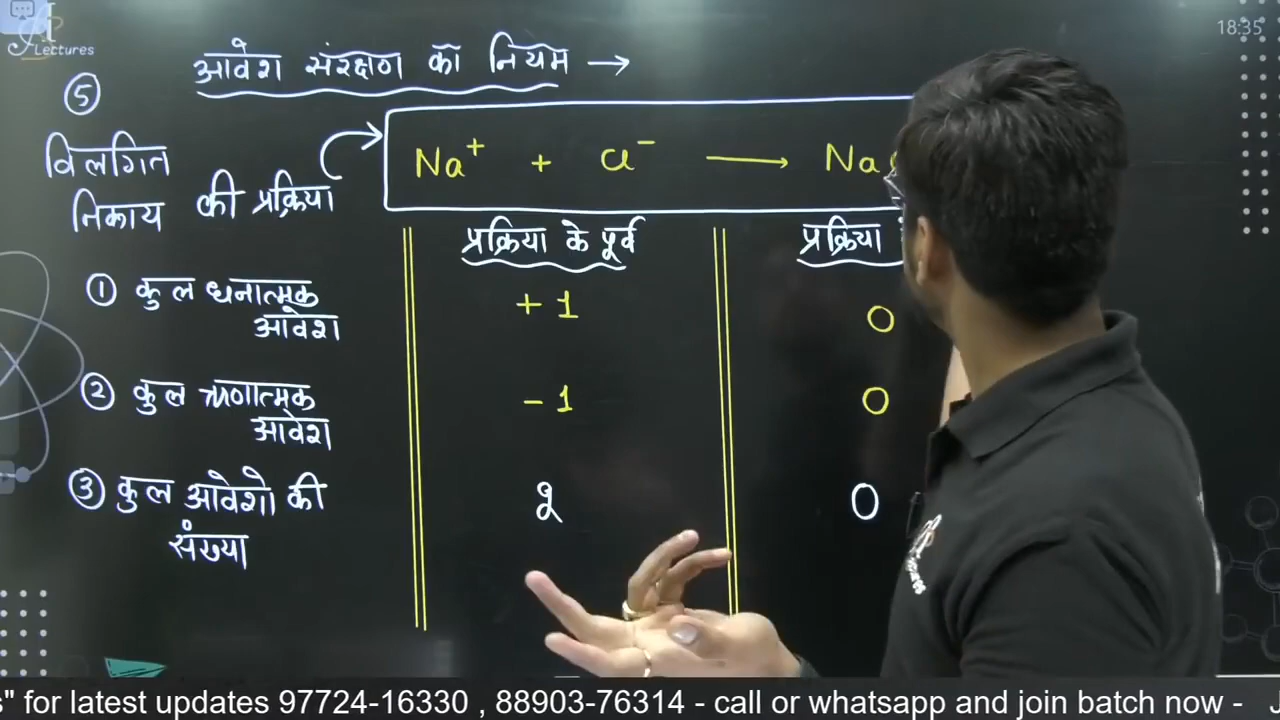 Lectures
18:35
⑤ आवेश संरक्षण का नियम →
विलगित निकाय की प्रक्रिया
Na⁺ + Cl⁻ → Na
प्रक्रिया के पूर्व
प्रक्रिया
① कुल धनात्मक आवेश
+1
0
② कुल ऋणात्मक आवेश
-1
0
③ कुल आवेशो की संख्या
2
0
s" for latest updates 97724-16330 , 88903-76314 - call or whatsapp and join batch now - J